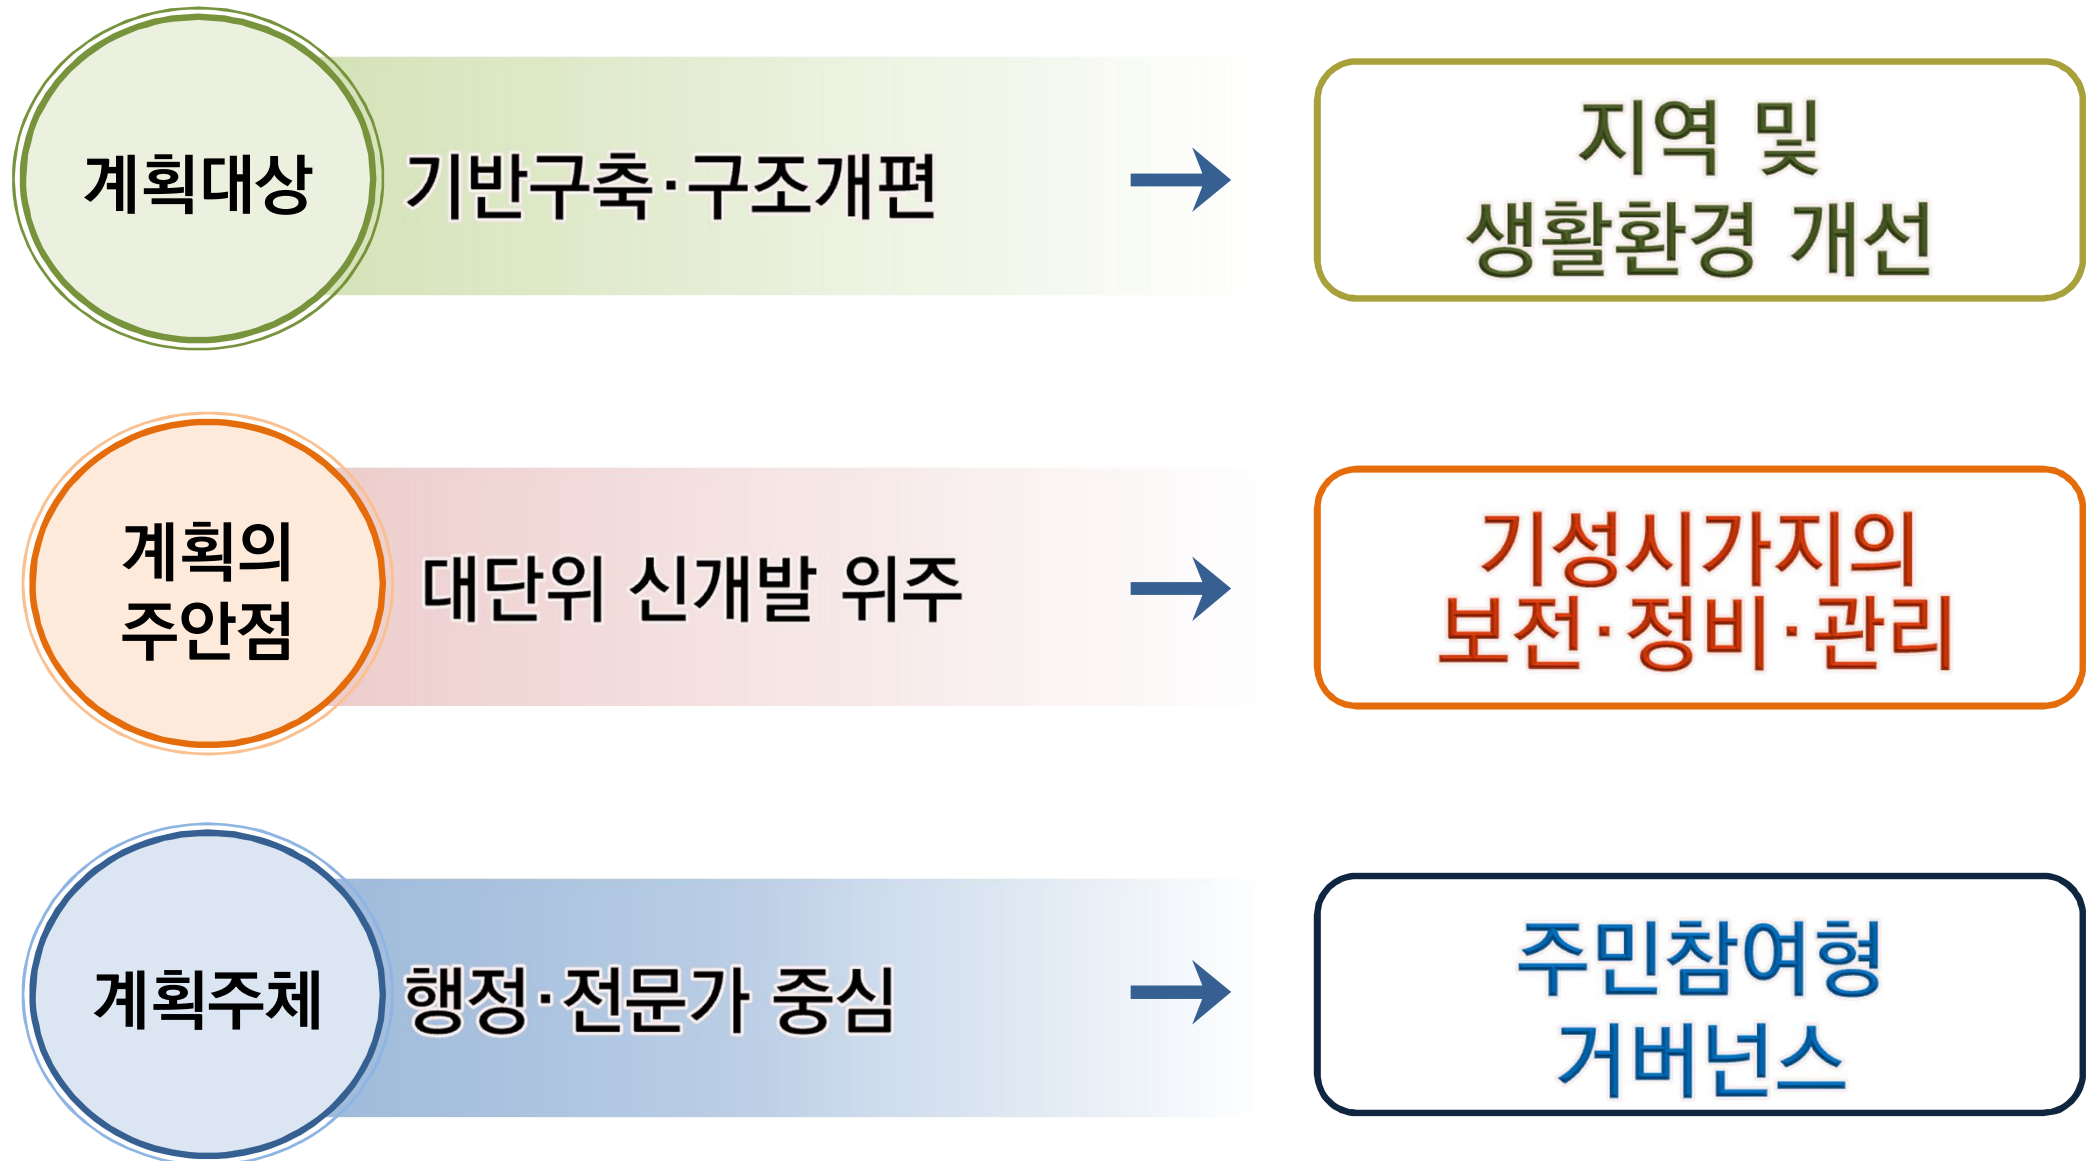 계획대상
기반구축·구조개편
지역 및
생활환경 개선
계획의
주안점
대단위 신개발 위주
기성시가지의
보전·정비·관리
계획주체
행정·전문가 중심
주민참여형
거버넌스